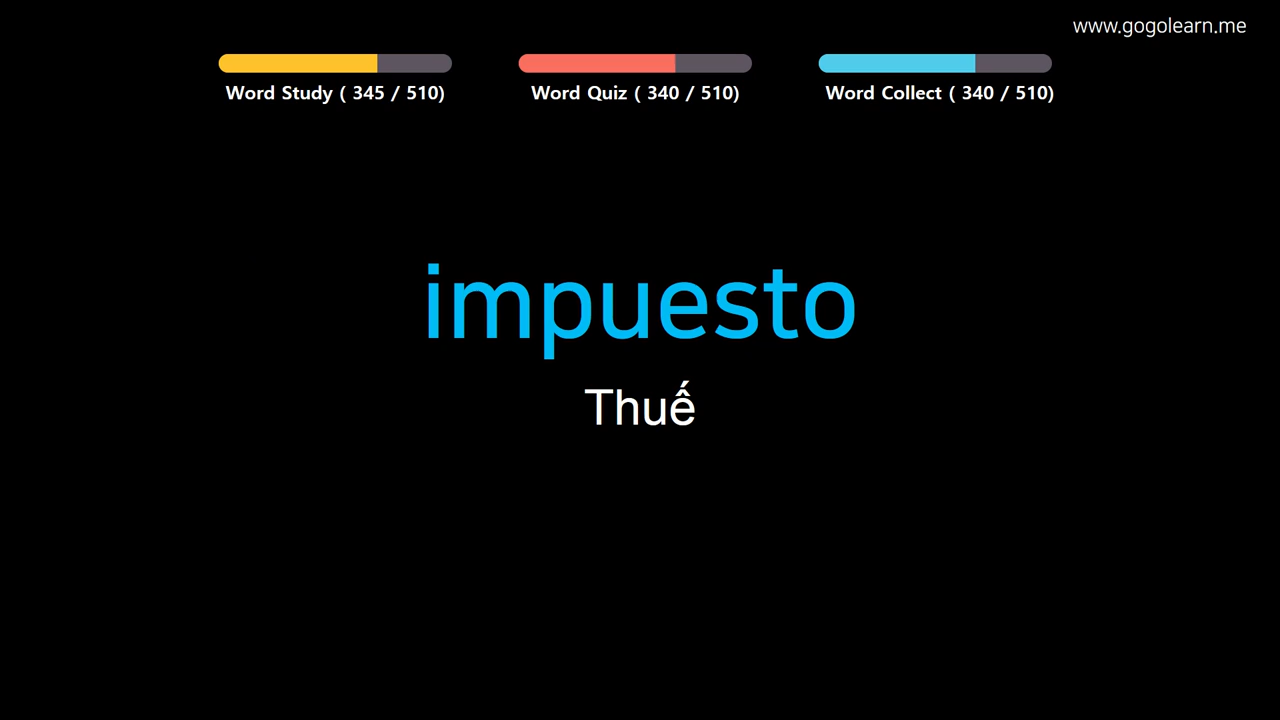 www.gogolearn.me
Word Study ( 345 / 510)
Word Quiz ( 340 / 510)
Word Collect ( 340 / 510)
impuesto
Thuế